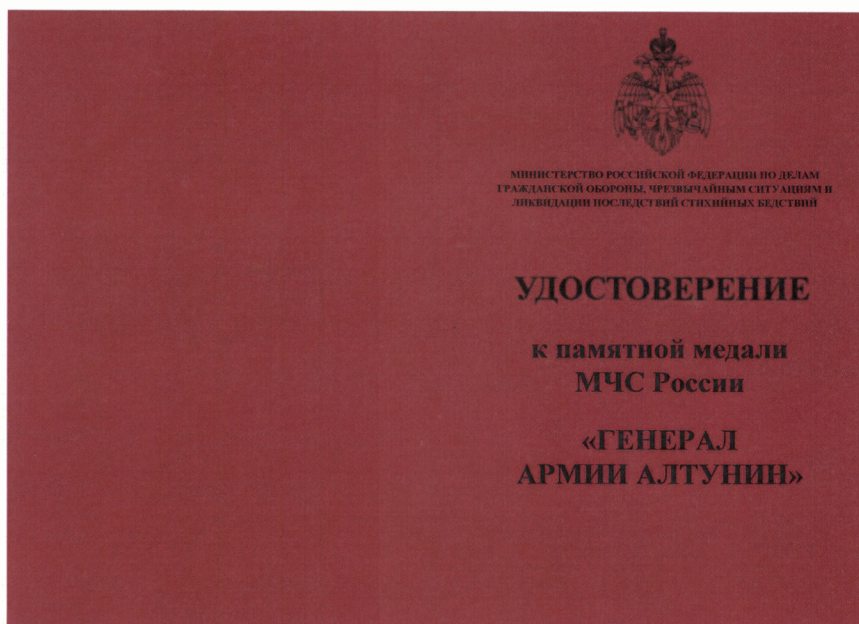 МИНИСТЕРСТВО РОССИЙСКОЙ ФЕДЕРАЦИИ ПО ДЕЛАМ
ГРАЖДАНСКОЙ ОБОРОНЫ, ЧРЕЗВЫЧАЙНЫМ СИТУАЦИЯМ И
ЛИКВИДАЦИИ ПОСЛЕДСТВИЙ СТИХИЙНЫХ БЕДСТВИЙ
УДОСТОВЕРЕНИЕ
к памятной медали
МЧС России
«ГЕНЕРАЛ
АРМИИ АЛТУНИН»